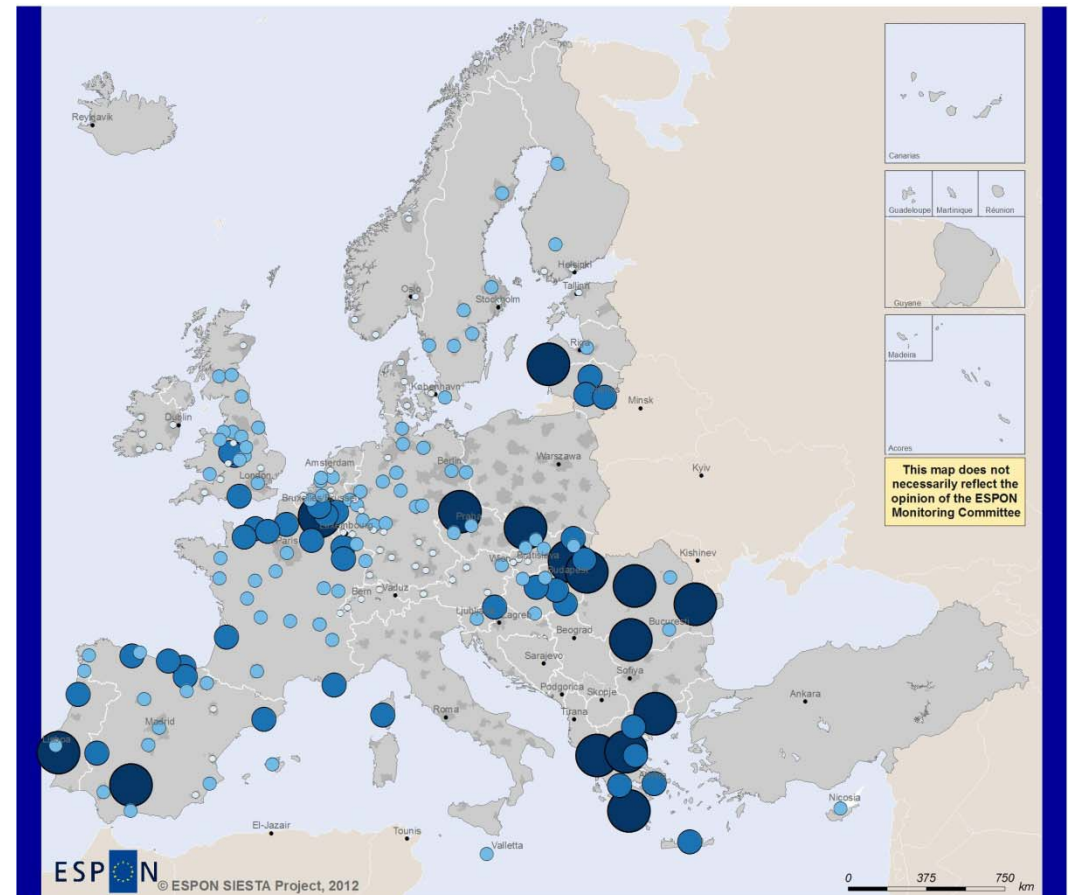 Reykjavik
Canarias
Guadeloupe
Martinique
Réunion
Guyane
Madeira
Acores
This map does not
necessarily reflect the
opinion of the ESPON
Monitoring Committee
Helsinki
Tallinn
Oslo
Stockholm
Riga
København
Dublin
Minsk
Amsterdam
Berlin
Warszawa
London
Kyiv
Praha
Paris
Kishinev
Wien
Bratislava
Budapest
Bern
Vaduz
Ljubljana
Zagreb
Bucuresti
Beograd
Sarajevo
Sofiya
Podgorica
Skopje
Tirana
Ankara
Roma
Madrid
Lisboa
Nicosia
El-Jazair
Tounis
Valletta
ESPON
© ESPON SIESTA Project, 2012
0 375 750
km